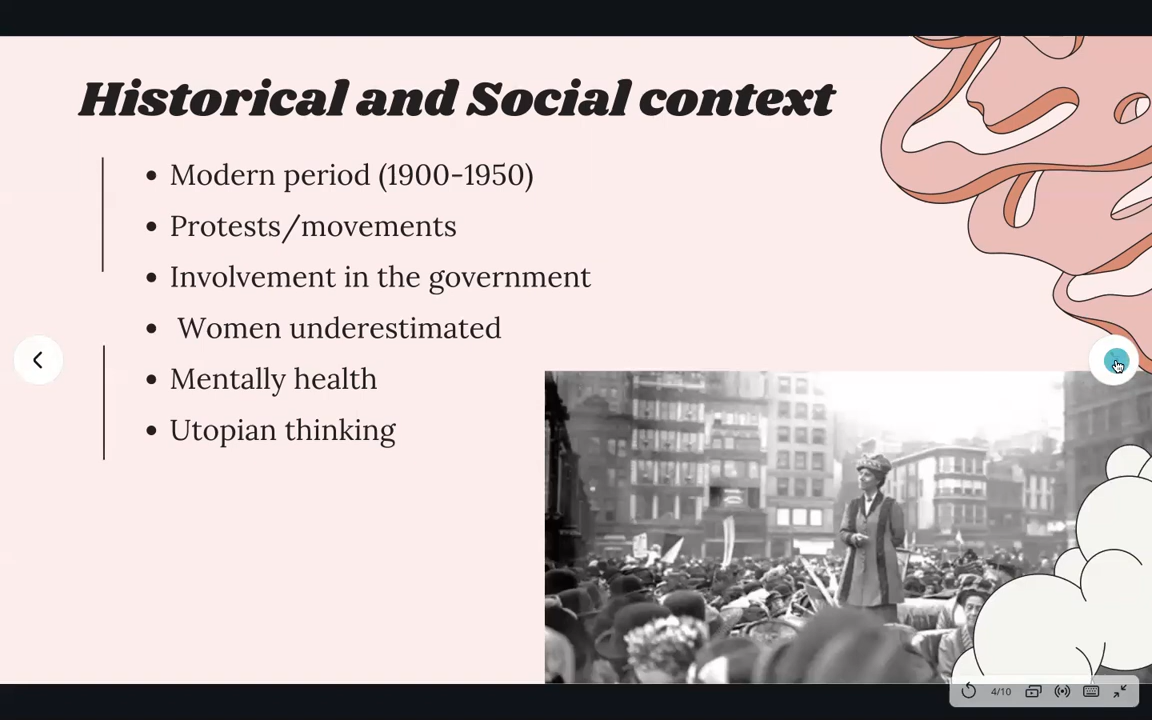 Historical and Social context
Modern period (1900-1950)
Protests/movements
Involvement in the government
Women underestimated
Mentally health
Utopian thinking
4/10